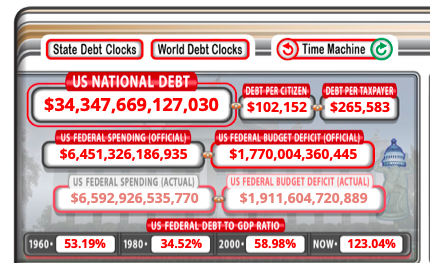 State Debt Clocks World Debt Clocks Time Machine
US NATIONAL DEBT
$34,347,669,127,030
DEBT PER CITIZEN
$102,152
DEBT PER TAXPAYER
$265,583
US FEDERAL SPENDING (OFFICIAL)
$6,451,326,186,935
US FEDERAL BUDGET DEFICIT (OFFICIAL)
$1,770,004,360,445
US FEDERAL SPENDING (ACTUAL)
$6,592,926,535,770
US FEDERAL BUDGET DEFICIT (ACTUAL)
$1,911,604,720,889
US FEDERAL DEBT TO GDP RATIO
1960• 53.19% 1980• 34.52% 2000• 58.98% NOW• 123.04%